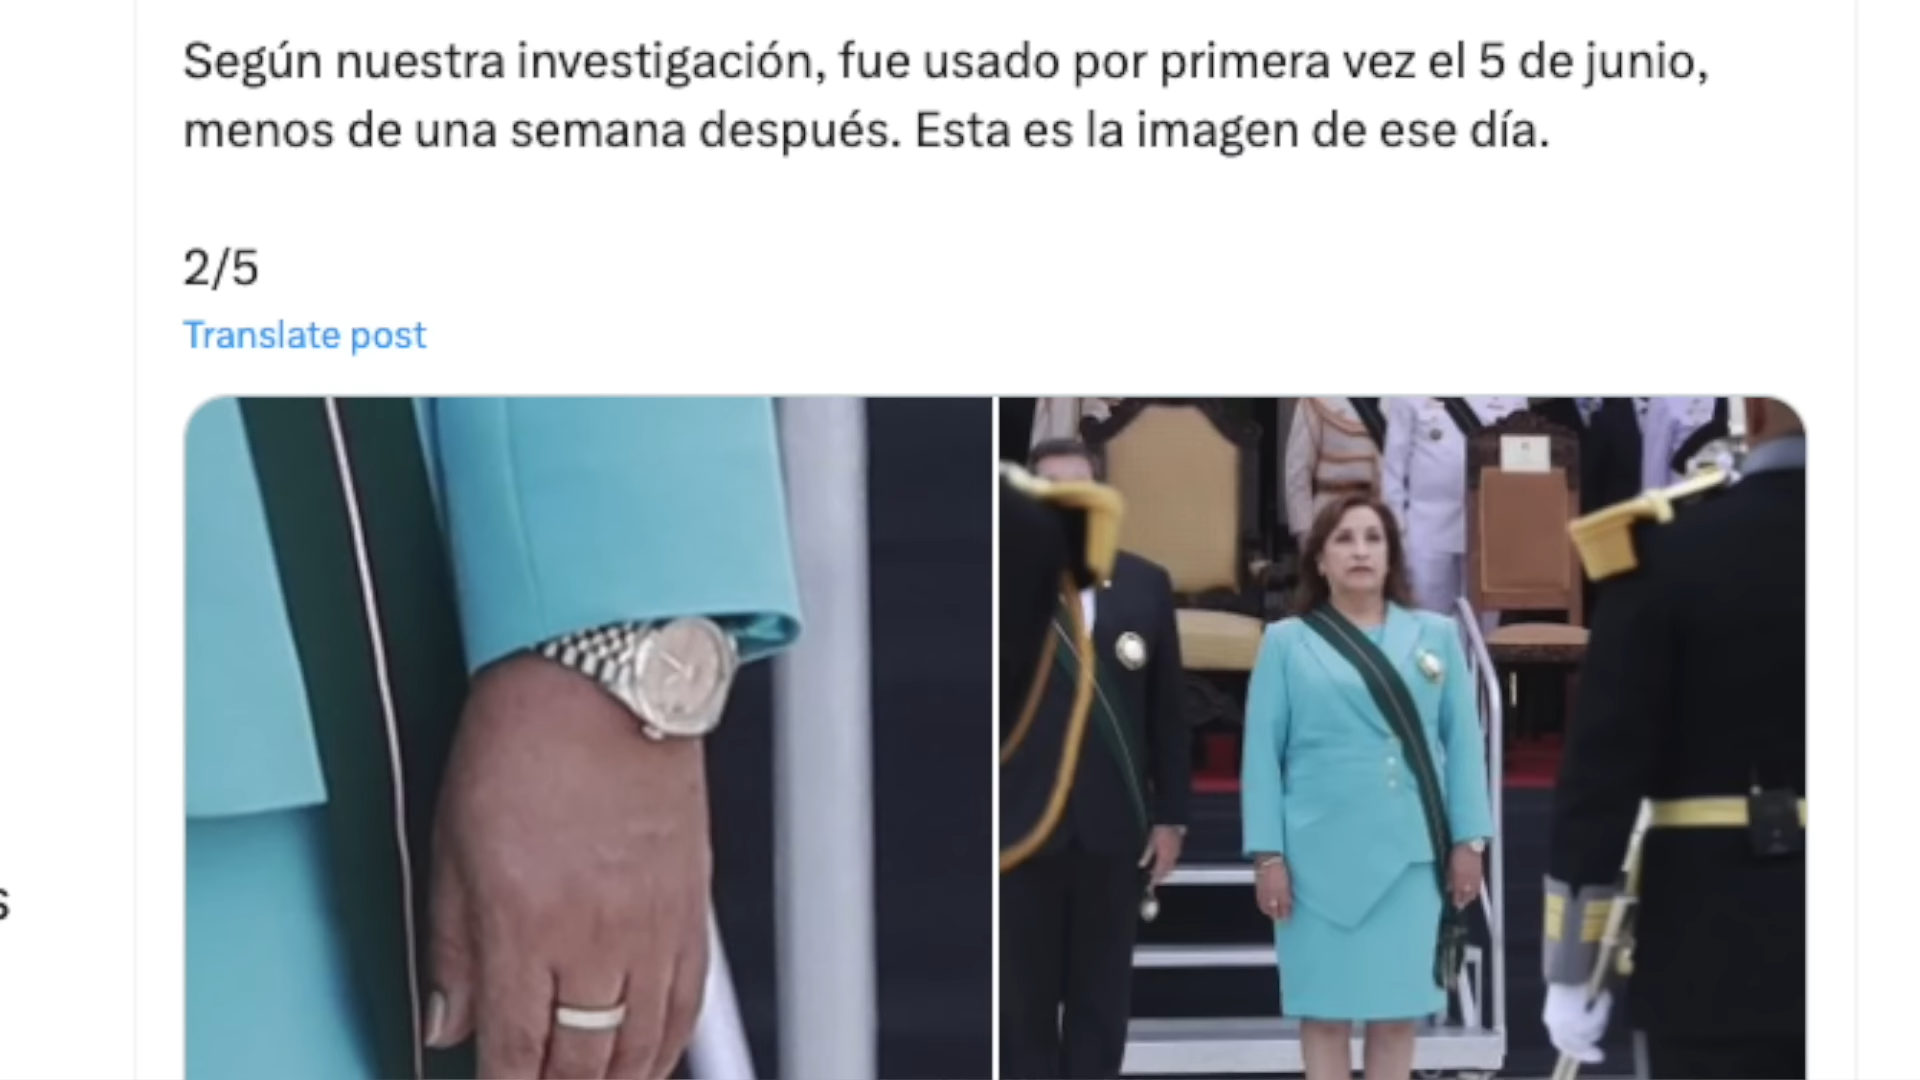 Según nuestra investigación, fue usado por primera vez el 5 de junio,
menos de una semana después. Esta es la imagen de ese día.
2/5
Translate post
s